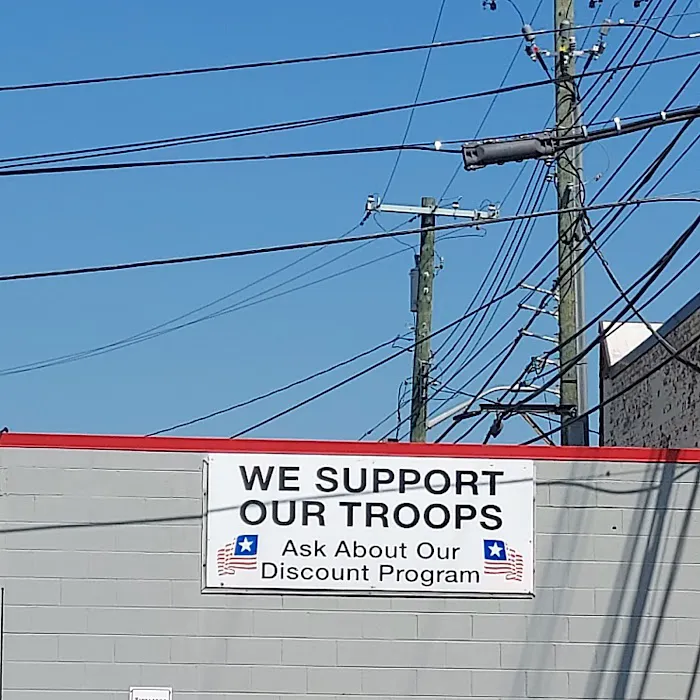 WE SUPPORT
OUR TROOPS
Ask About Our
Discount Program